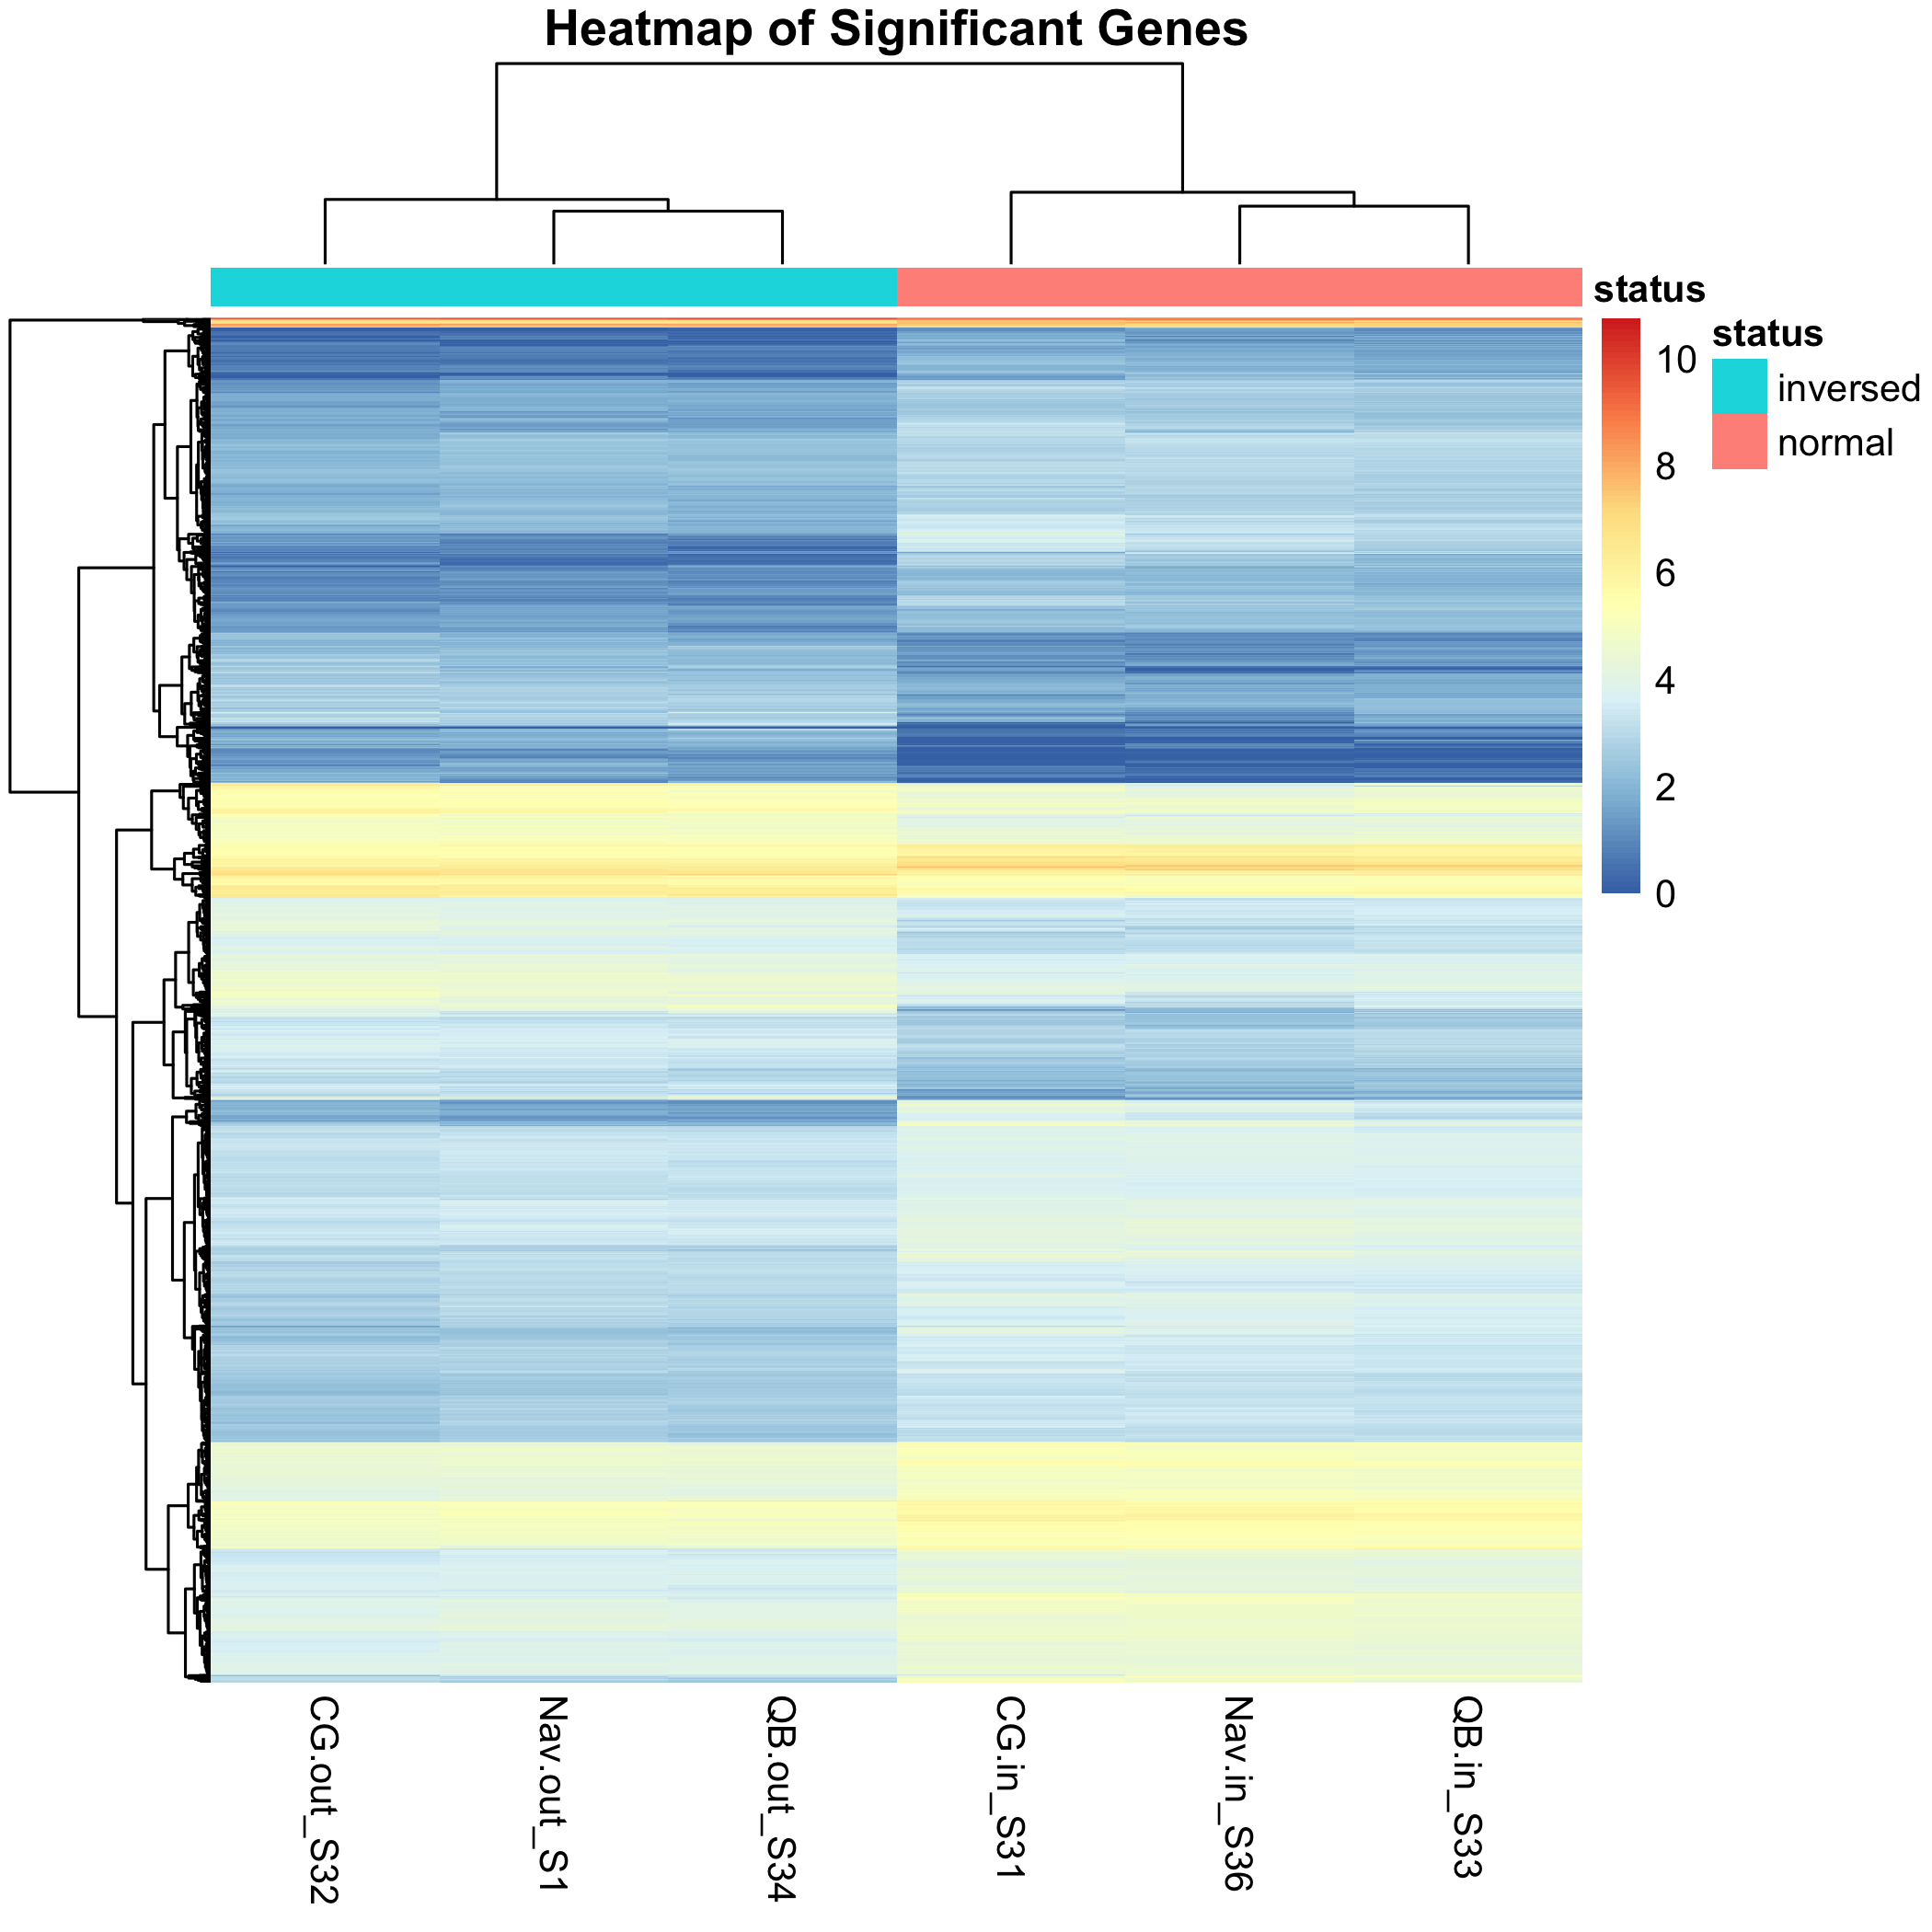 Heatmap of Significant Genes
status
10
8
6
4
2
0
status
inversed
normal
CG.out_S32
Nav.out_S1
QB.out_S34
CG.in_S31
Nav.in_S36
QB.in_S33